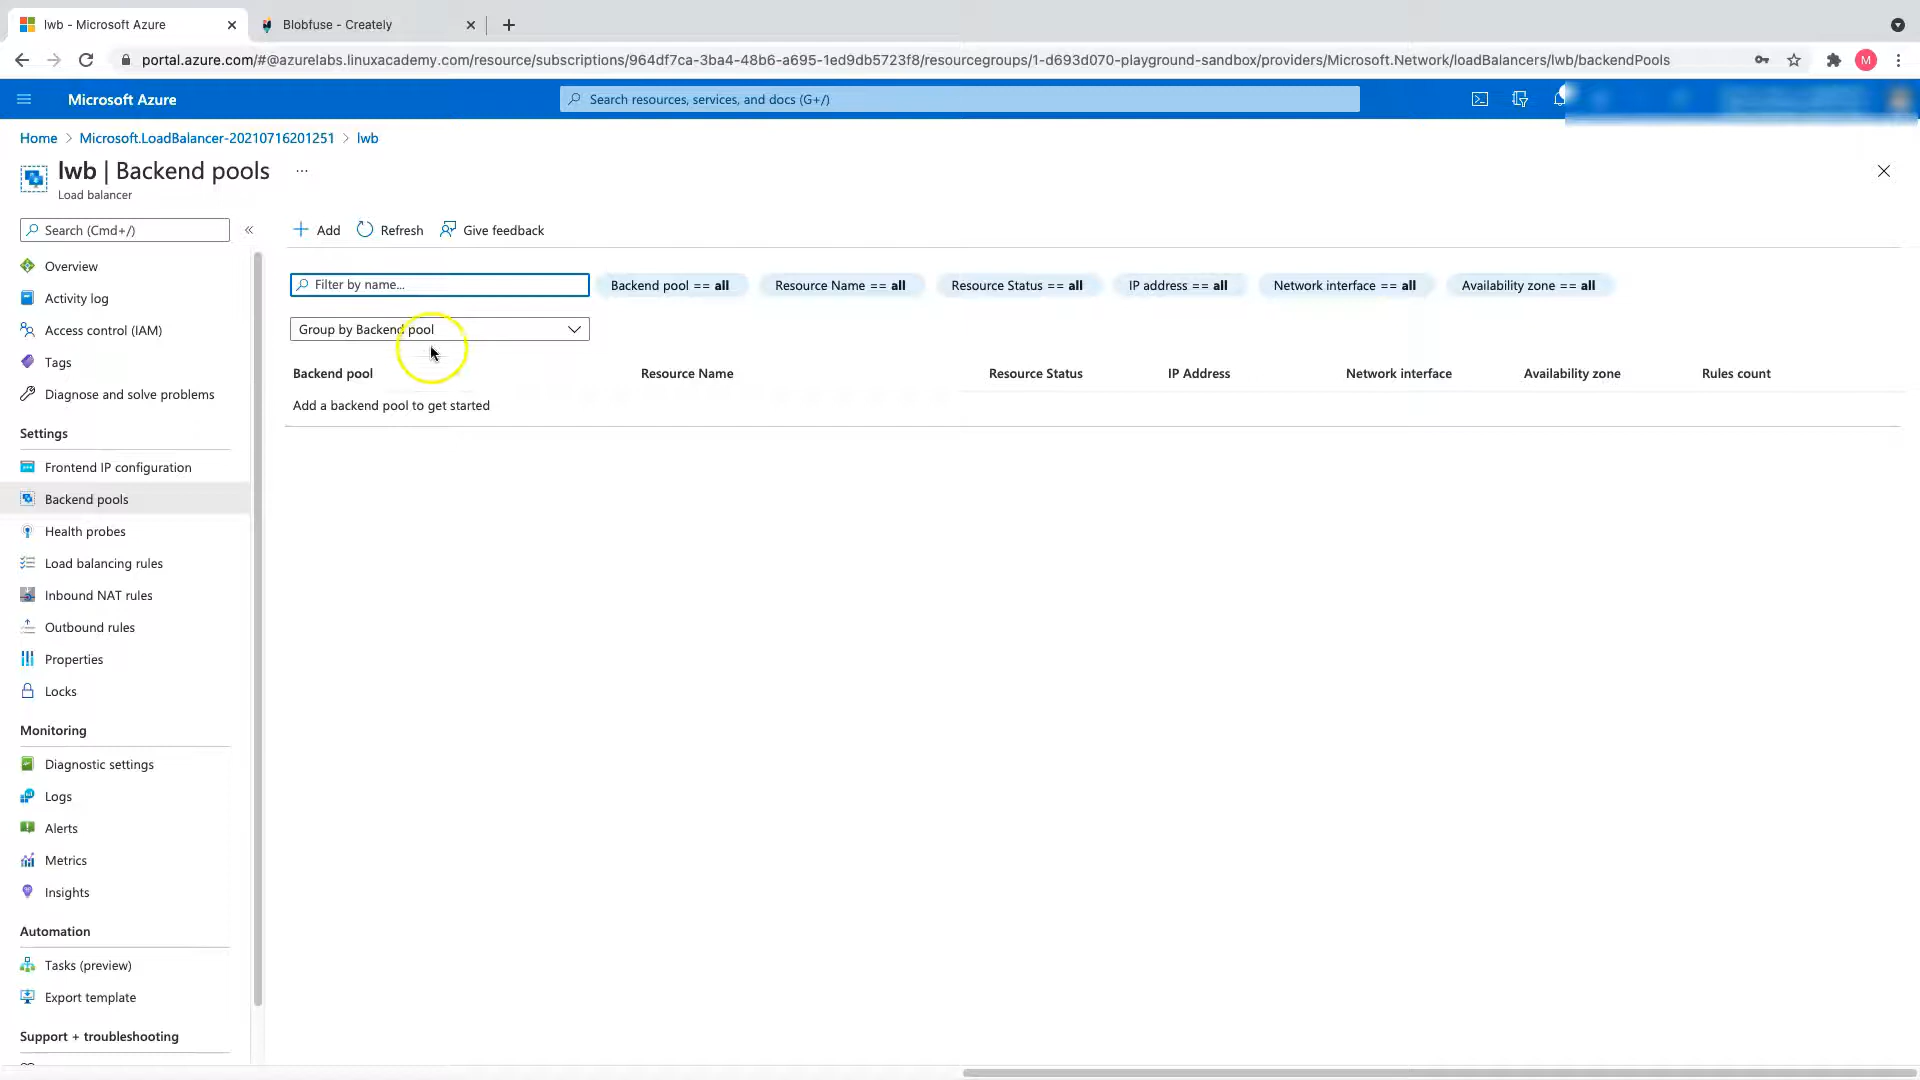 lwb - Microsoft Azure
Blobfuse - Creately
portal.azure.com/#@azurelabs.linuxacademy.com/resource/subscriptions/964df7ca-3ba4-48b6-a695-1ed9db5723f8/resourcegroups/1-d693d070-playground-sandbox/providers/Microsoft.Network/loadBalancers/lwb/backendPools
M
Microsoft Azure
Search resources, services, and docs (G+/)
Home > Microsoft.LoadBalancer-20210716201251 > lwb
lwb | Backend pools
...
Load balancer
Search (Cmd+/)
«
Add
Refresh
Give feedback
Overview
Activity log
Access control (IAM)
Tags
Diagnose and solve problems
Settings
Frontend IP configuration
Backend pools
Health probes
Load balancing rules
Inbound NAT rules
Outbound rules
Properties
Locks
Monitoring
Diagnostic settings
Logs
Alerts
Metrics
Insights
Automation
Tasks (preview)
Export template
Support + troubleshooting
Filter by name...
Backend pool == all
Resource Name == all
Resource Status == all
IP address == all
Network interface == all
Availability zone == all
Group by Backend pool
Backend pool
Resource Name
Resource Status
IP Address
Network interface
Availability zone
Rules count
Add a backend pool to get started